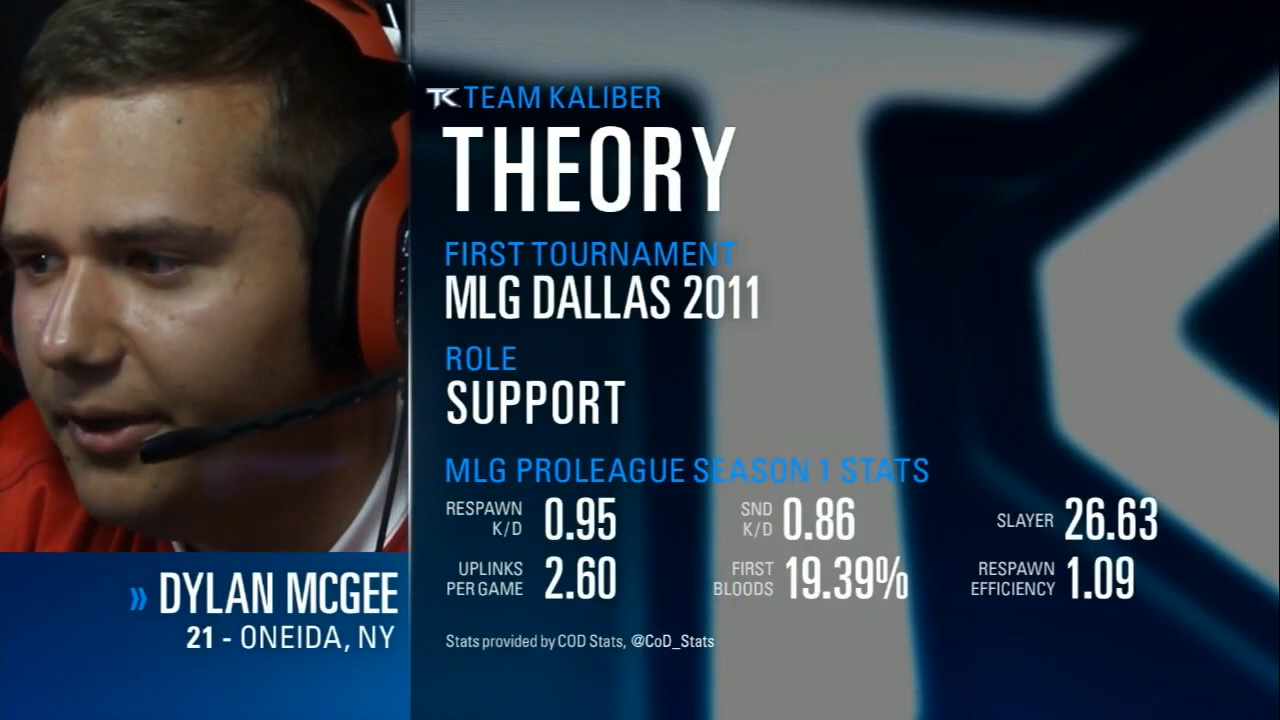 TK TEAM KALIBER
THEORY
FIRST TOURNAMENT
MLG DALLAS 2011
ROLE
SUPPORT
MLG PROLEAGUE SEASON 1 STATS
RESPAWN K/D 0.95
SND K/D 0.86
SLAYER 26.63
UPLINKS PER GAME 2.60
FIRST BLOODS 19.39%
RESPAWN EFFICIENCY 1.09
Stats provided by COD Stats, @CoD_Stats
» DYLAN MCGEE
21 - ONEIDA, NY